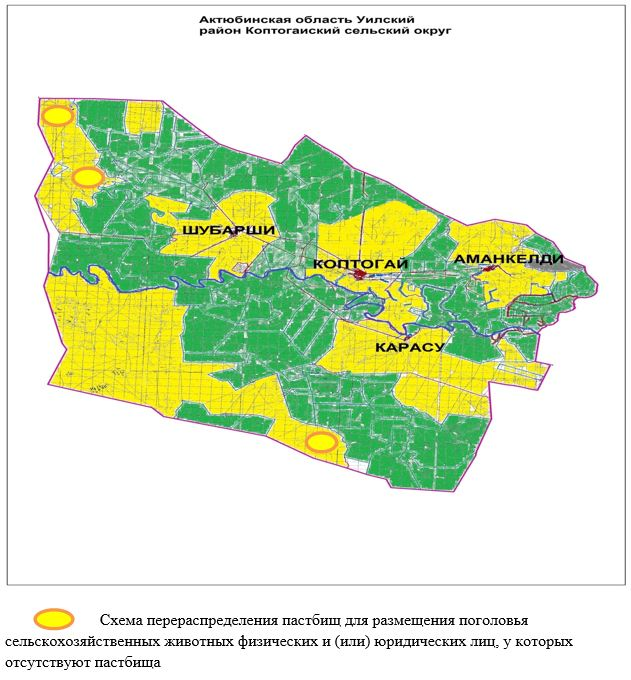 Актюбинская область Уилский
район Коптогаиский сельский округ
ШУБАРШИ
КОПТОГАЙ
АМАНКЕЛДИ
КАРАСУ
Схема перераспределения пастбищ для размещения поголовья
сельскохозяйственных животных физических и (или) юридических лиц, у которых
отсутствуют пастбища